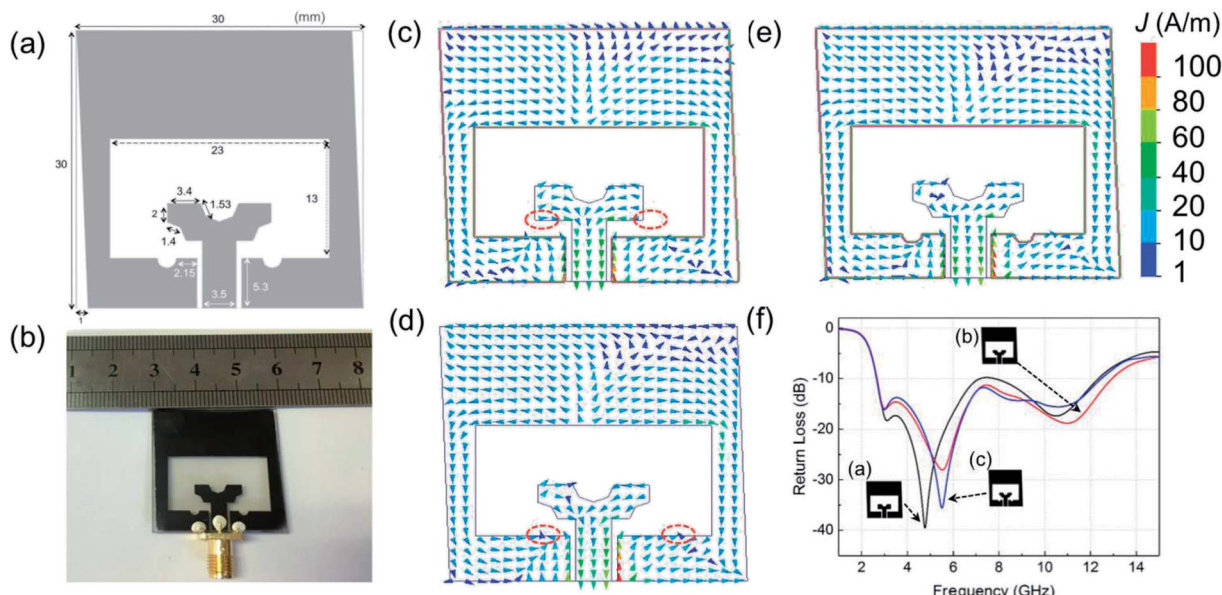 (a)
30
(mm)
30
23
13
3.4
1.53
2
1.4
2.15
5.3
3.5
1
(b)
1 2 3 4 5 6 7 8
(c)
(d)
(e)
J (A/m)
100
80
60
40
20
10
1
(f)
0
-10
-20
-30
-40
Return Loss (dB)
(b)
(a)
(c)
2 4 6 8 10 12 14
Frequency (GHz)